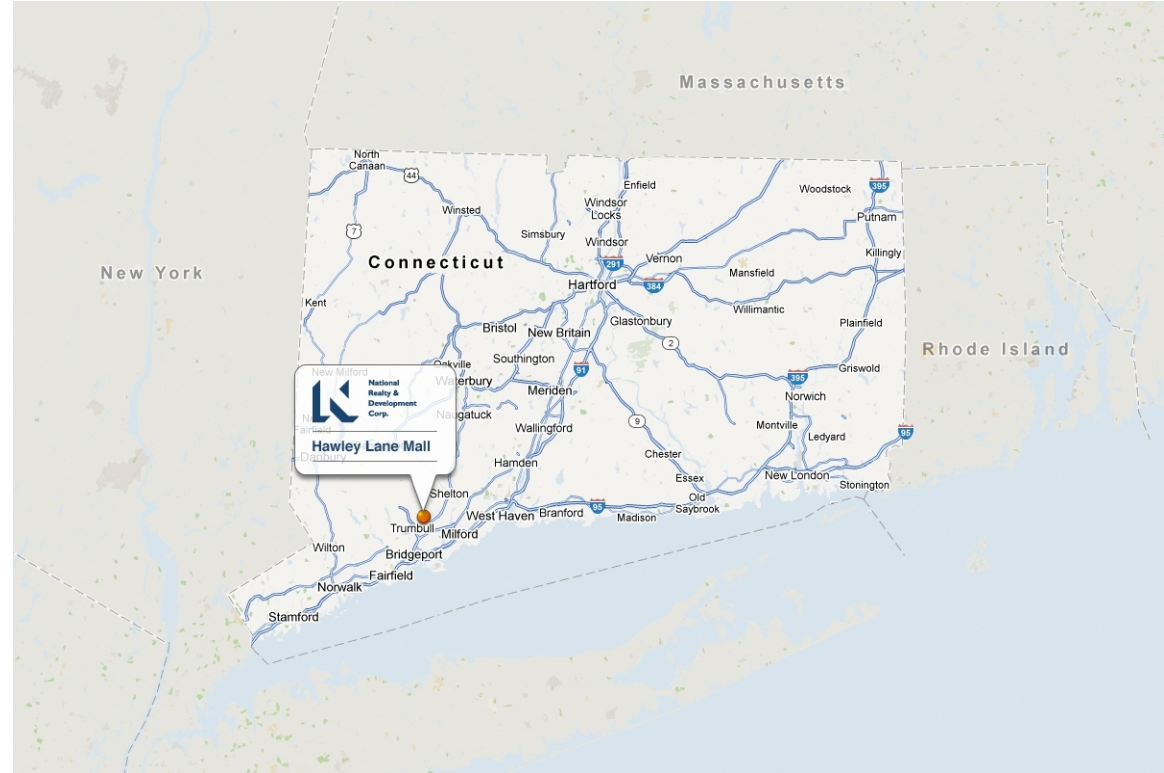 Massachusetts
North
Canaan
44
395
Enfield
Woodstock
Windsor
Locks
Winsted
Putnam
7
Simsbury
Windsor
Killingly
Connecticut
291
Vernon
New York
Mansfield
Hartford
384
Kent
Willimantic
Glastonbury
Plainfield
Bristol
New Britain
2
Rhode Island
Southington
Oakville
Griswold
91
New Milford
395
Waterbury
National
Realty &
Development
Corp.
Meriden
Norwich
Naugatuck
9
Montville
Wallingford
Fairfield
Ledyard
95
Hawley Lane Mall
Danbury
Chester
Hamden
New London
Essex
Stonington
Shelton
Old
Saybrook
95
West Haven
Branford
Madison
Trumbull
Milford
Wilton
Bridgeport
Fairfield
Norwalk
Stamford